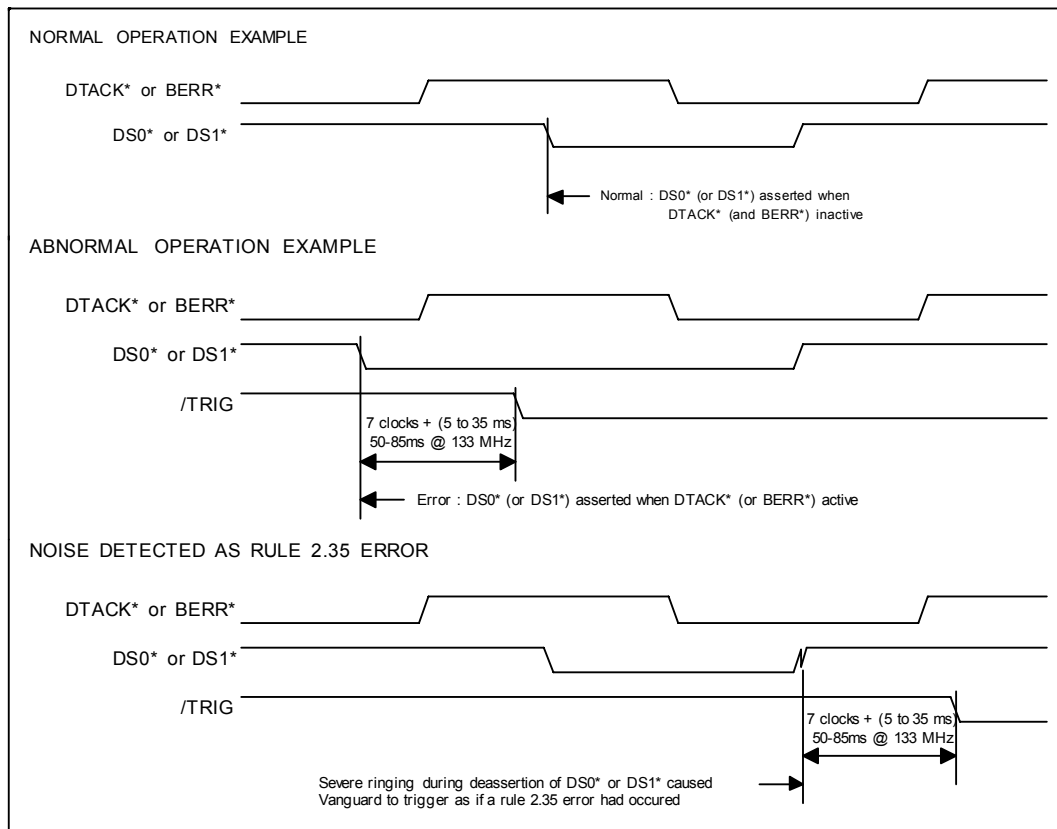 NORMAL OPERATION EXAMPLE
DTACK* or BERR*
DS0* or DS1*
Normal : DS0* (or DS1*) asserted when
DTACK* (and BERR*) inactive
ABNORMAL OPERATION EXAMPLE
DTACK* or BERR*
DS0* or DS1*
/TRIG
7 clocks + (5 to 35 ms)
50-85ms @ 133 MHz
Error : DS0* (or DS1*) asserted when DTACK* (or BERR*) active
NOISE DETECTED AS RULE 2.35 ERROR
DTACK* or BERR*
DS0* or DS1*
/TRIG
7 clocks + (5 to 35 ms)
50-85ms @ 133 MHz
Severe ringing during deassertion of DS0* or DS1* caused
Vanguard to trigger as if a rule 2.35 error had occured